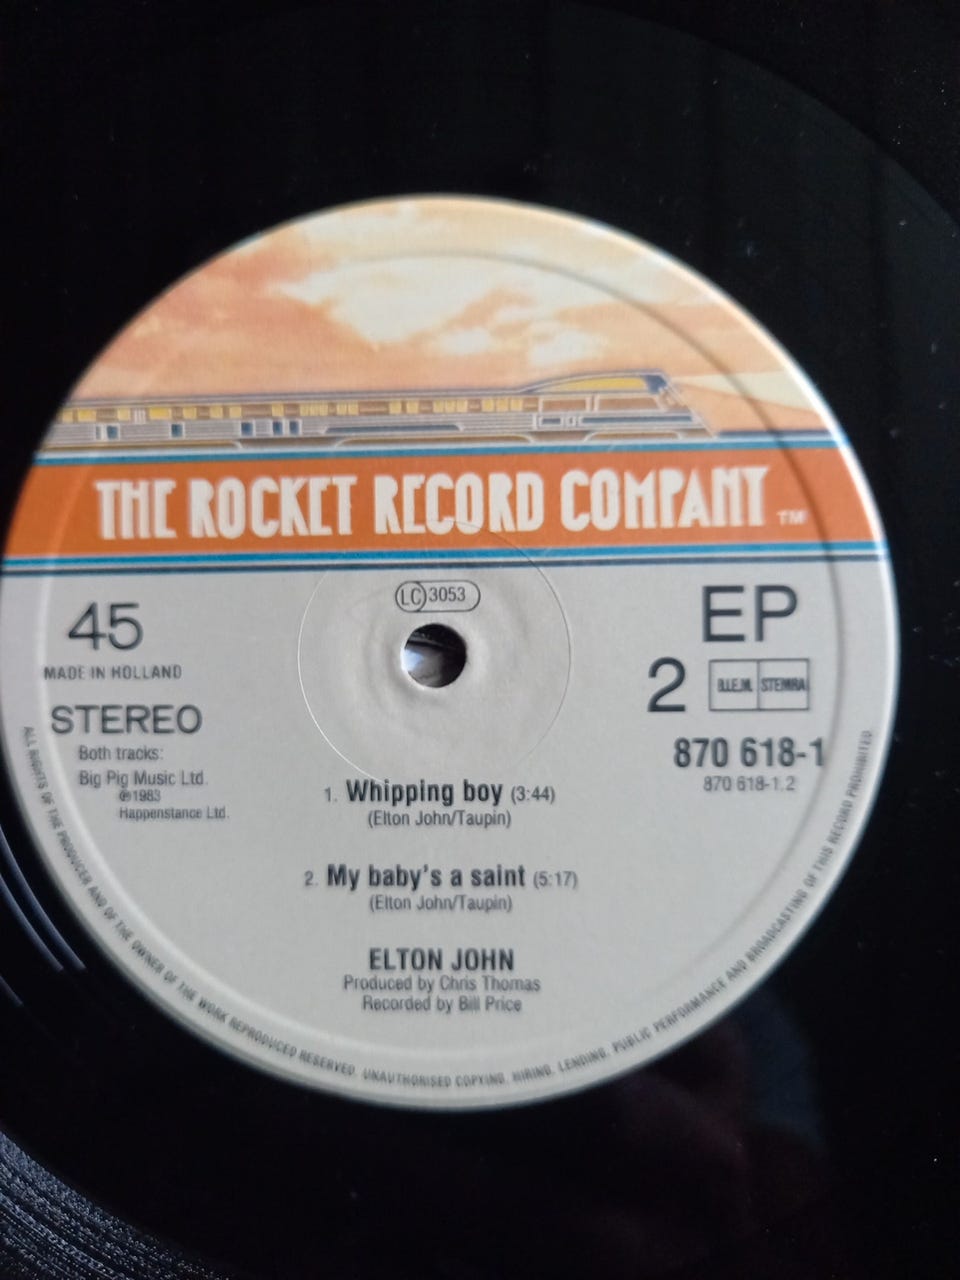 THE ROCKET RECORD COMPANY TM
LC 3053
45
MADE IN HOLLAND
STEREO
Both tracks:
Big Pig Music Ltd.
℗1983
Happenstance Ltd.
EP
2
B.I.E.M. STEMRA
870 618-1
870 618-1.2
1. Whipping boy (3:44)
(Elton John/Taupin)
2. My baby's a saint (5:17)
(Elton John/Taupin)
ELTON JOHN
Produced by Chris Thomas
Recorded by Bill Price
ALL RIGHTS OF THE PRODUCER AND OF THE OWNER OF THE WORK REPRODUCED RESERVED. UNAUTHORISED COPYING, HIRING, LENDING, PUBLIC PERFORMANCE AND BROADCASTING OF THIS RECORD PROHIBITED.